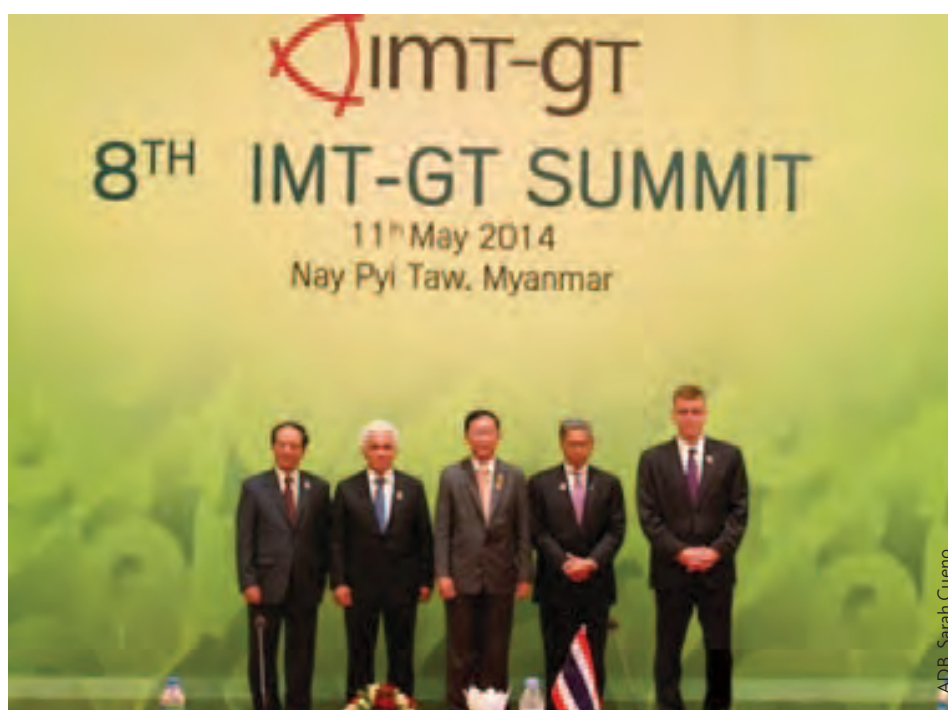 imT-gT
8TH IMT-GT SUMMIT
11th May 2014
Nay Pyi Taw, Myanmar
ADB, Sarah Cueno